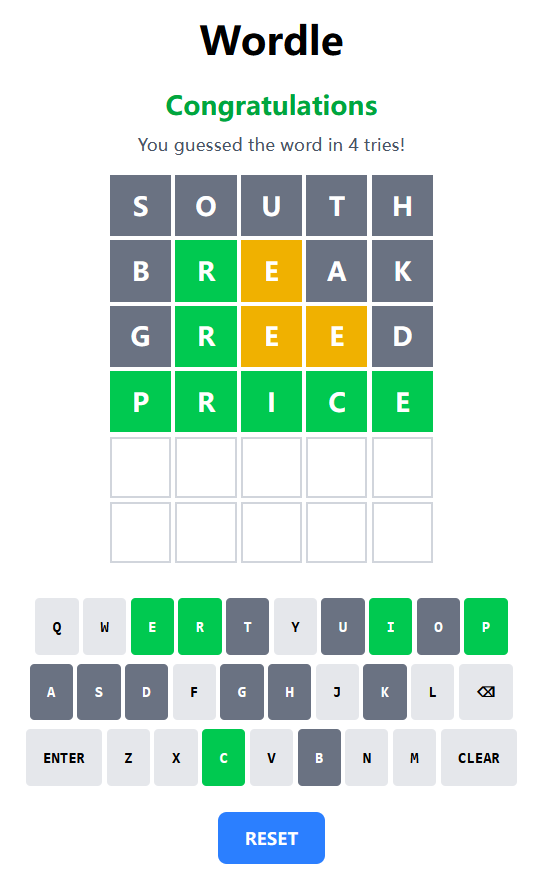 Wordle
Congratulations
You guessed the word in 4 tries!
S O U T H
B R E A K
G R E E D
P R I C E
Q W E R T Y U I O P
A S D F G H J K L ⌫
ENTER Z X C V B N M CLEAR
RESET